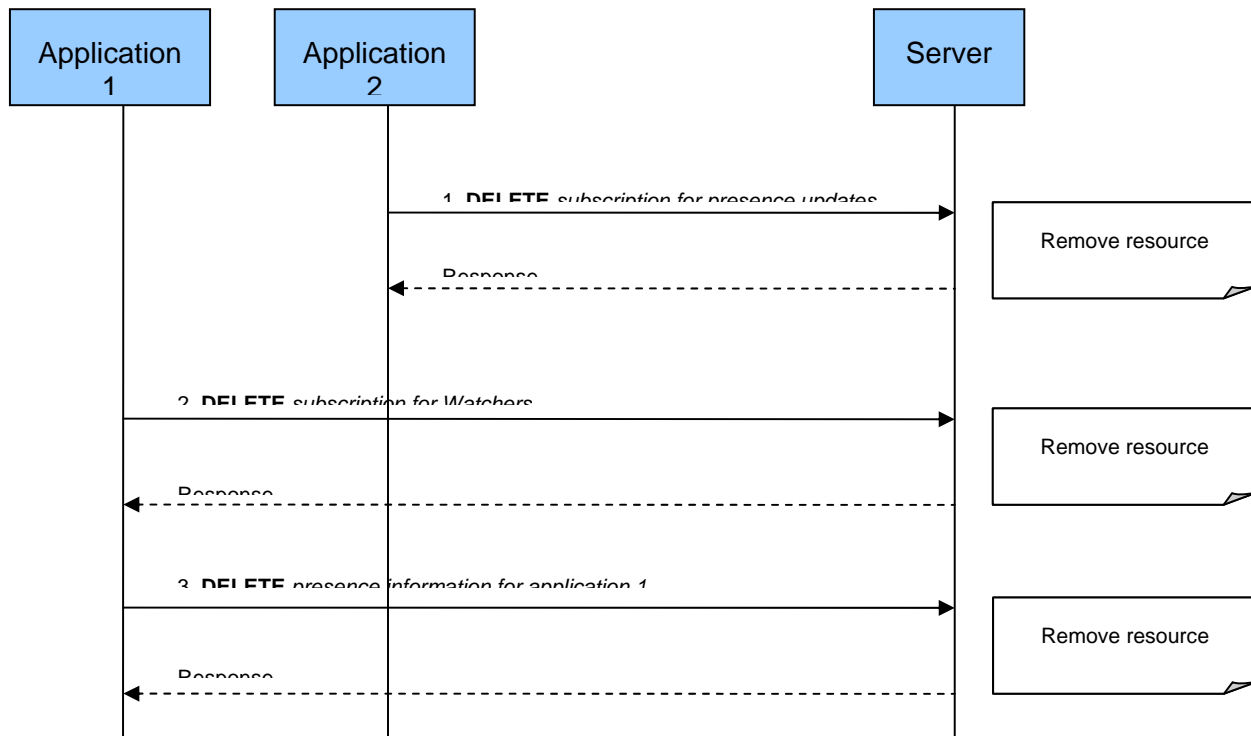 Application
1
Application
2
Server
1. DELETE subscription for presence updates
Remove resource
Response
2. DELETE subscription for Watchers
Remove resource
Response
3. DELETE presence information for application 1
Remove resource
Response